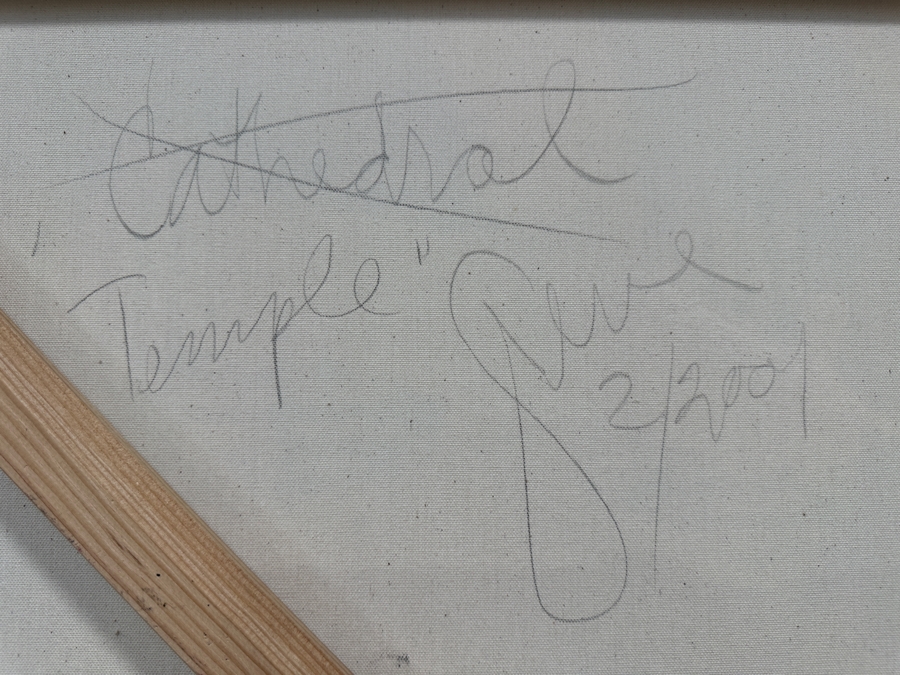 Cathedral
"Temple"
2/2001